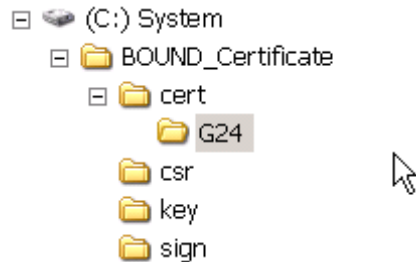 (C:) System
BOUND_Certificate
cert
G24
csr
key
sign